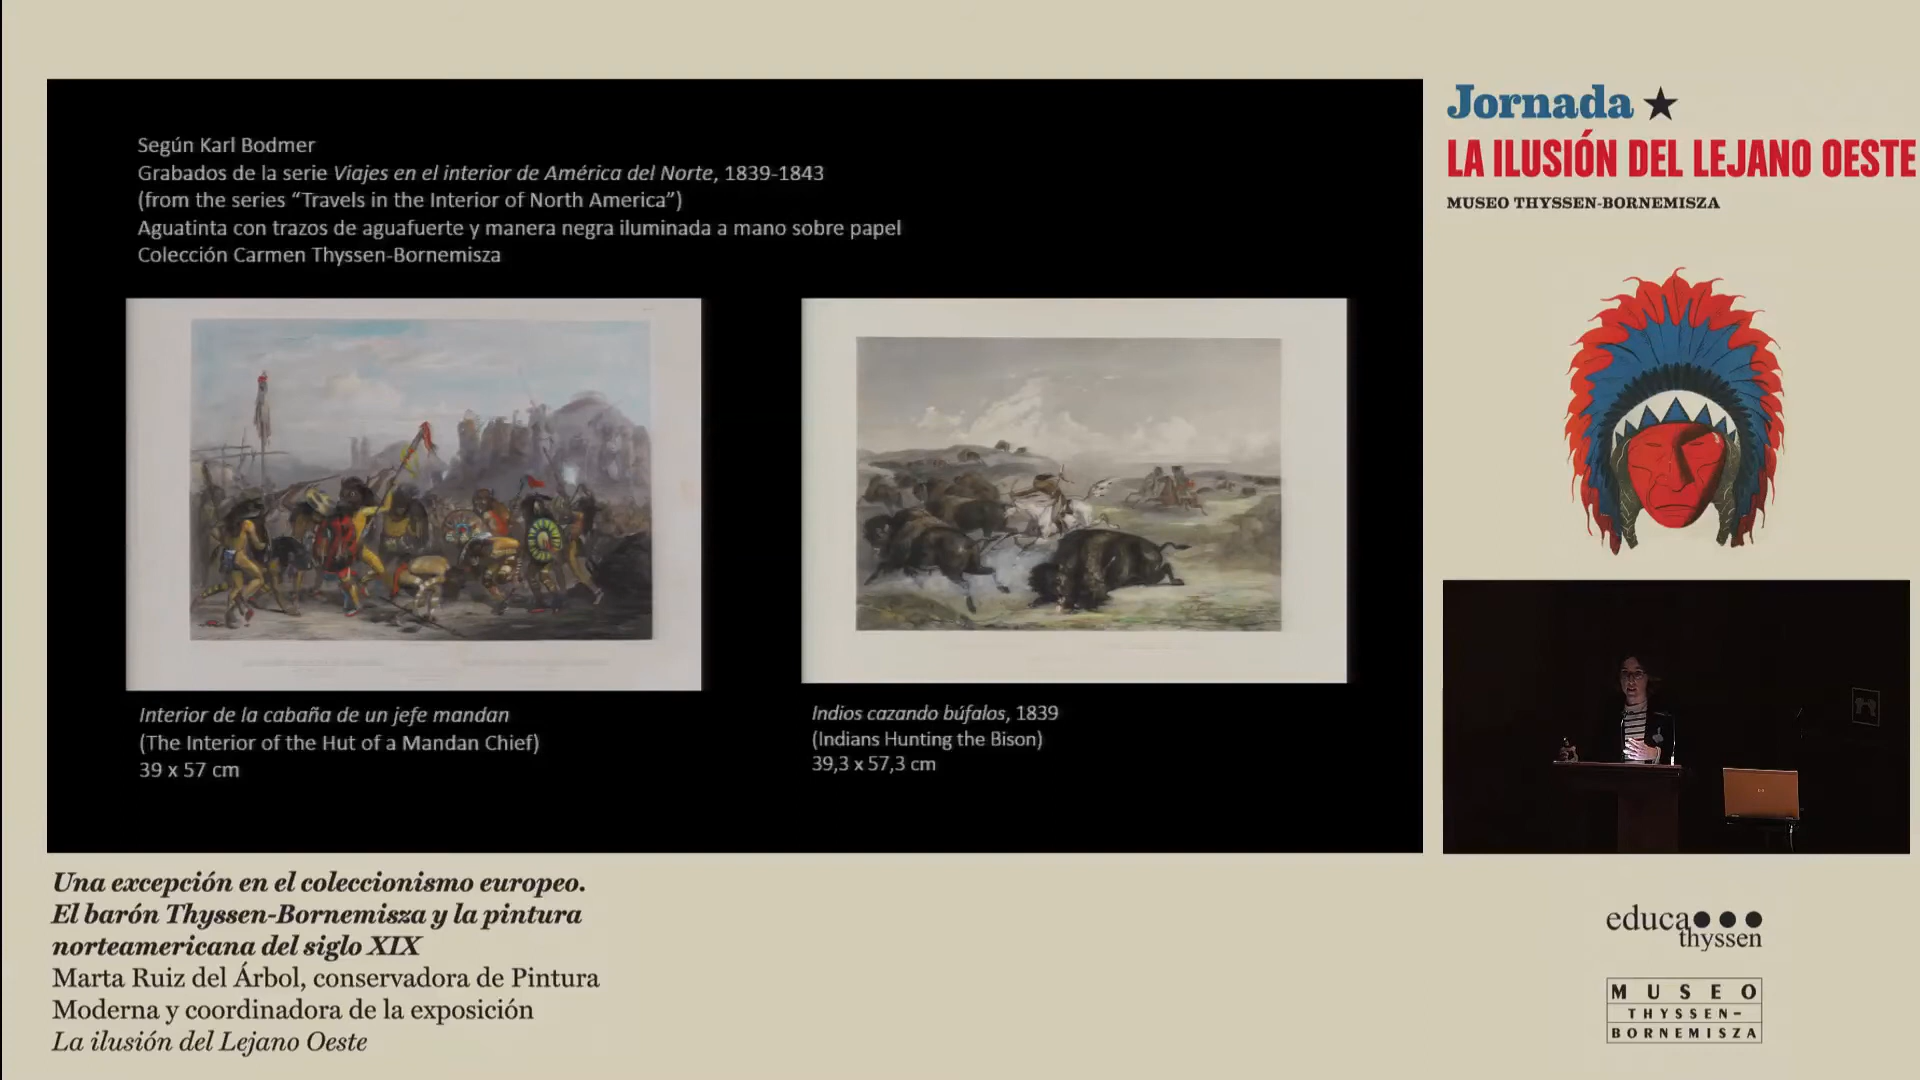 Según Karl Bodmer
Grabados de la serie Viajes en el interior de América del Norte, 1839-1843
(from the series “Travels in the Interior of North America”)
Aguatinta con trazos de aguafuerte y manera negra iluminada a mano sobre papel
Colección Carmen Thyssen-Bornemisza
Interior de la cabaña de un jefe mandan
(The Interior of the Hut of a Mandan Chief)
39 x 57 cm
Indios cazando búfalos, 1839
(Indians Hunting the Bison)
39,3 x 57,3 cm
Jornada
LA ILUSIÓN DEL LEJANO OESTE
MUSEO THYSSEN-BORNEMISZA
Una excepción en el coleccionismo europeo.
El barón Thyssen-Bornemisza y la pintura
norteamericana del siglo XIX
Marta Ruiz del Árbol, conservadora de Pintura
Moderna y coordinadora de la exposición
La ilusión del Lejano Oeste
educa
thyssen
MUSEO
THYSSEN-
BORNEMISZA